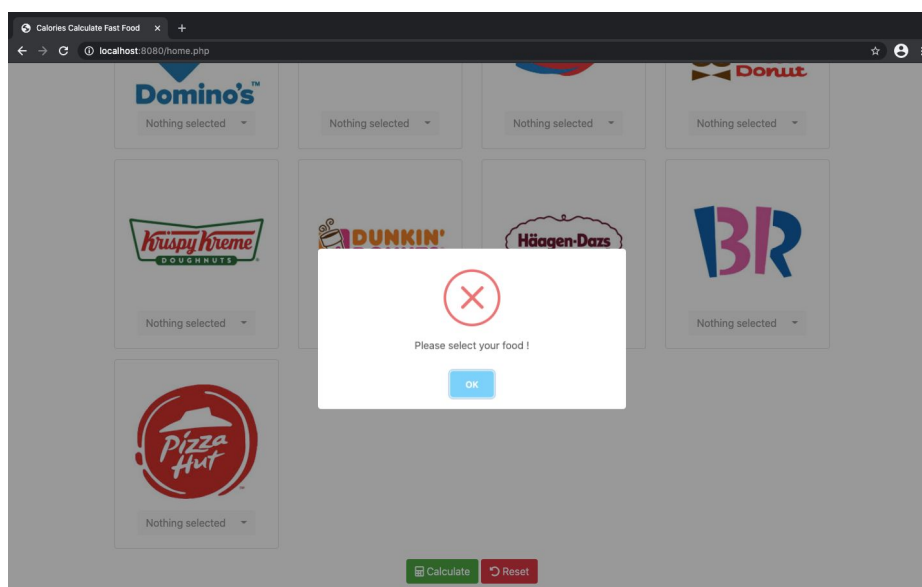 Calories Calculate Fast Food
localhost:8080/home.php
Domino's™
Donut
Nothing selected
Nothing selected
Nothing selected
Nothing selected
Krispy Kreme
DOUGHNUTS
DUNKIN'
Häagen-Dazs
BR
Nothing selected
Nothing selected
Please select your food !
OK
Pizza
Hut
Nothing selected
Calculate
Reset